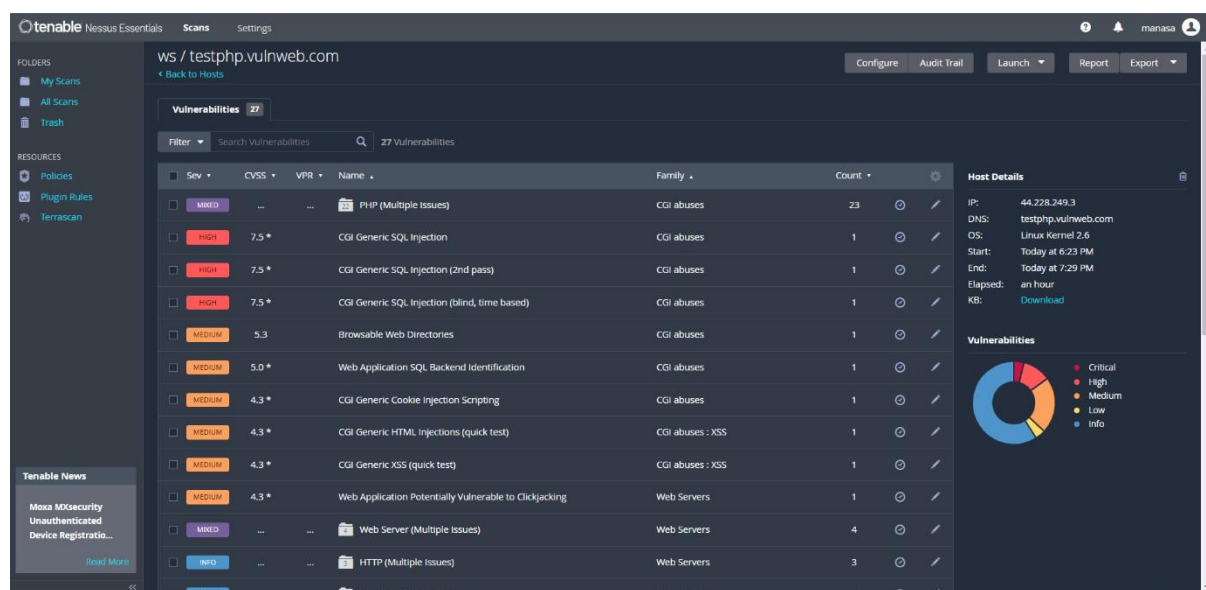 tenable Nessus Essentials Scans Settings manasa
FOLDERS
My Scans
All Scans
Trash
RESOURCES
Policies
Plugin Rules
Terrascan
Tenable News
Moxa MXsecurity
Unauthenticated
Device Registratio...
Read More
ws / testphp.vulnweb.com
< Back to Hosts
Configure Audit Trail Launch Report Export
Vulnerabilities 27
Filter Search Vulnerabilities 27 Vulnerabilities
Sev CVSS VPR Name Family Count
MIXED ... ... 22 PHP (Multiple Issues) CGI abuses 23
HIGH 7.5 * CGI Generic SQL Injection CGI abuses 1
HIGH 7.5 * CGI Generic SQL Injection (2nd pass) CGI abuses 1
HIGH 7.5 * CGI Generic SQL Injection (blind, time based) CGI abuses 1
MEDIUM 5.3 Browsable Web Directories CGI abuses 1
MEDIUM 5.0 * Web Application SQL Backend Identification CGI abuses 1
MEDIUM 4.3 * CGI Generic Cookie Injection Scripting CGI abuses 1
MEDIUM 4.3 * CGI Generic HTML Injections (quick test) CGI abuses : XSS 1
MEDIUM 4.3 * CGI Generic XSS (quick test) CGI abuses : XSS 1
MEDIUM 4.3 * Web Application Potentially Vulnerable to Clickjacking Web Servers 1
MIXED ... ... 4 Web Server (Multiple Issues) Web Servers 4
INFO ... ... 3 HTTP (Multiple Issues) Web Servers 3
Host Details
IP: 44.228.249.3
DNS: testphp.vulnweb.com
OS: Linux Kernel 2.6
Start: Today at 6:23 PM
End: Today at 7:29 PM
Elapsed: an hour
KB: Download
Vulnerabilities
Critical
High
Medium
Low
Info